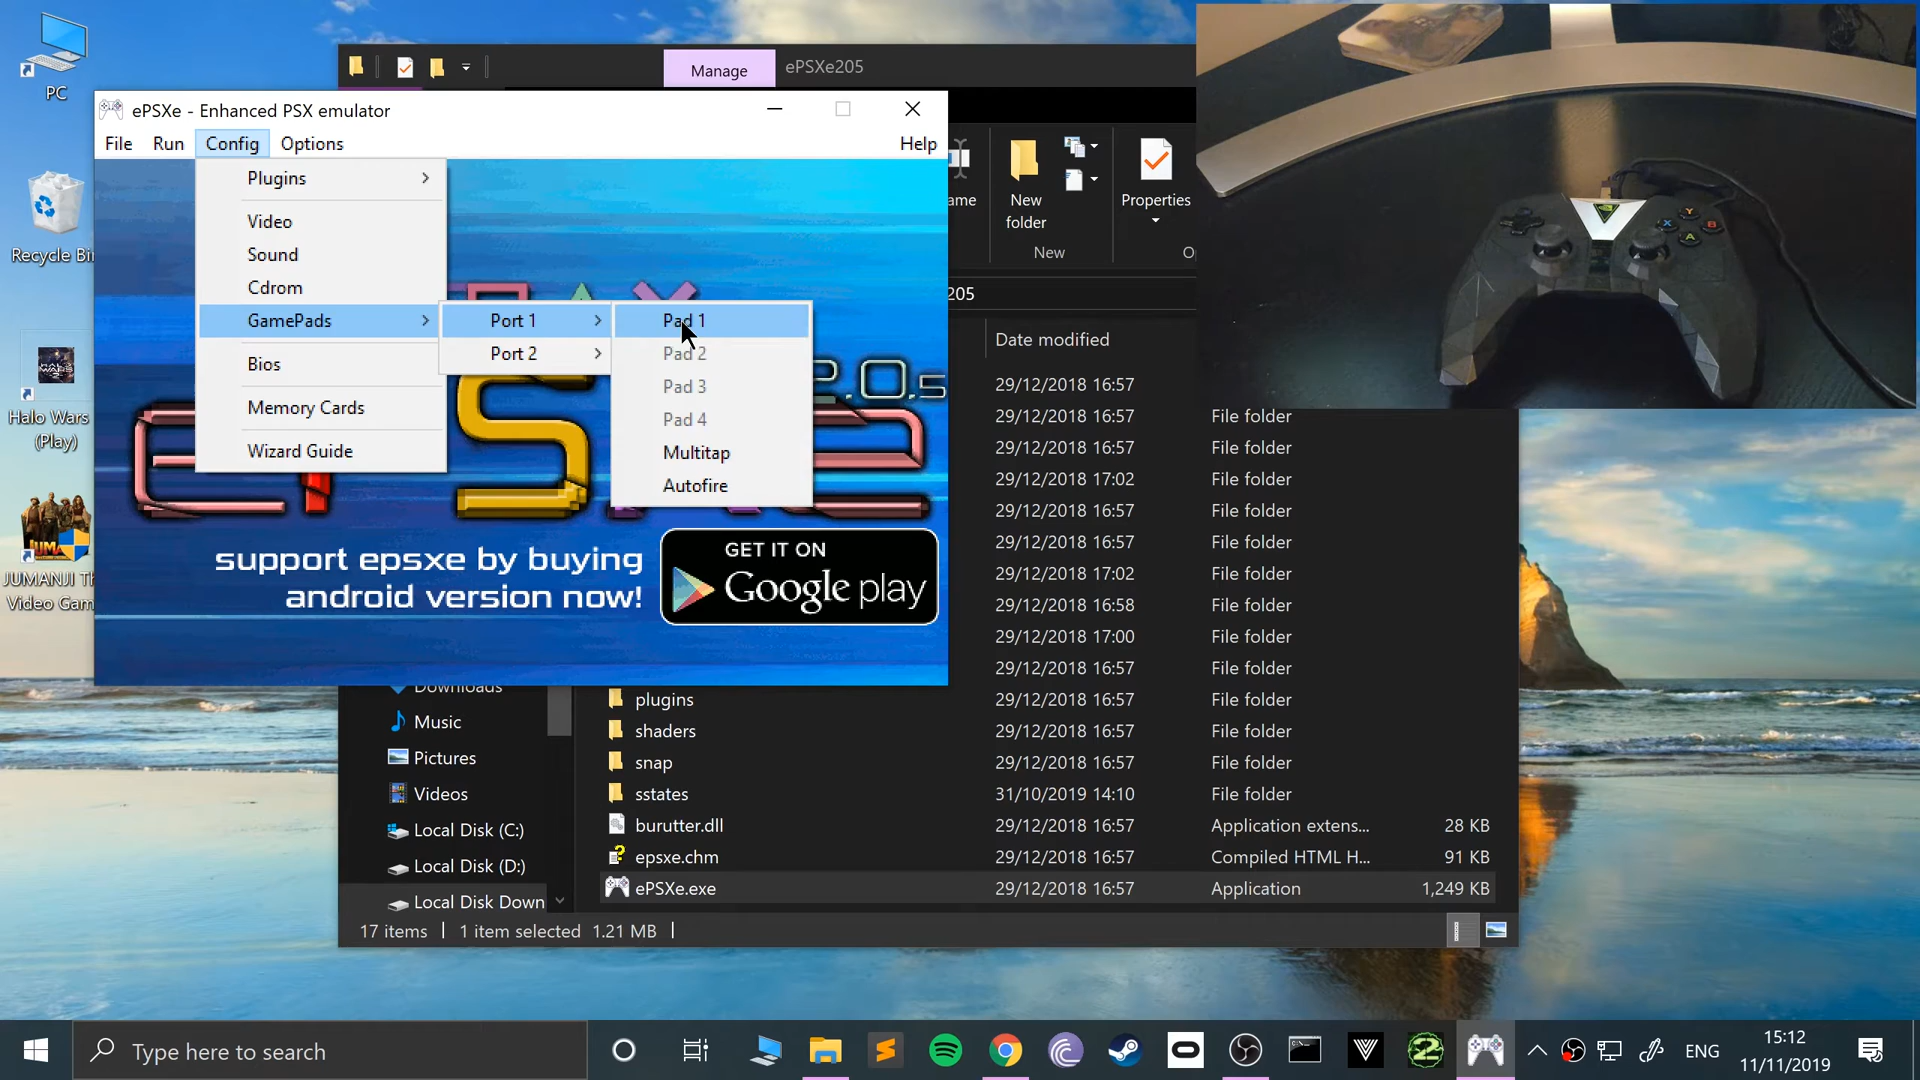 PC
Recycle Bi
Halo Wars
(Play)
JUMANJI T
Video Gam
Manage
ePSXe205
ePSXe - Enhanced PSX emulator
File
Run
Config
Options
Help
Plugins
Video
Sound
Cdrom
GamePads
Bios
Memory Cards
Wizard Guide
Port 1
Port 2
Pad 1
Pad 2
Pad 3
Pad 4
Multitap
Autofire
2.0.5
support epsxe by buying
android version now!
GET IT ON
Google play
ame
New
folder
New
Properties
205
Date modified
29/12/2018 16:57
29/12/2018 16:57 File folder
29/12/2018 16:57 File folder
29/12/2018 17:02 File folder
29/12/2018 16:57 File folder
29/12/2018 16:57 File folder
29/12/2018 17:02 File folder
29/12/2018 16:58 File folder
29/12/2018 17:00 File folder
29/12/2018 16:57 File folder
plugins 29/12/2018 16:57 File folder
shaders 29/12/2018 16:57 File folder
snap 29/12/2018 16:57 File folder
sstates 31/10/2019 14:10 File folder
burutter.dll 29/12/2018 16:57 Application extens... 28 KB
epsxe.chm 29/12/2018 16:57 Compiled HTML H... 91 KB
ePSXe.exe 29/12/2018 16:57 Application 1,249 KB
Downloads
Music
Pictures
Videos
Local Disk (C:)
Local Disk (D:)
Local Disk Down
17 items
1 item selected 1.21 MB
Y
X
B
A
Type here to search
ENG
15:12
11/11/2019